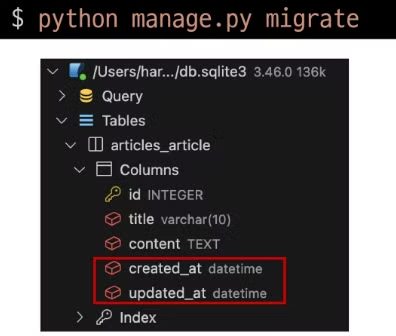 $ python manage.py migrate
/Users/har.../db.sqlite3 3.46.0 136k
Query
Tables
articles_article
Columns
id INTEGER
title varchar(10)
content TEXT
created_at datetime
updated_at datetime
Index